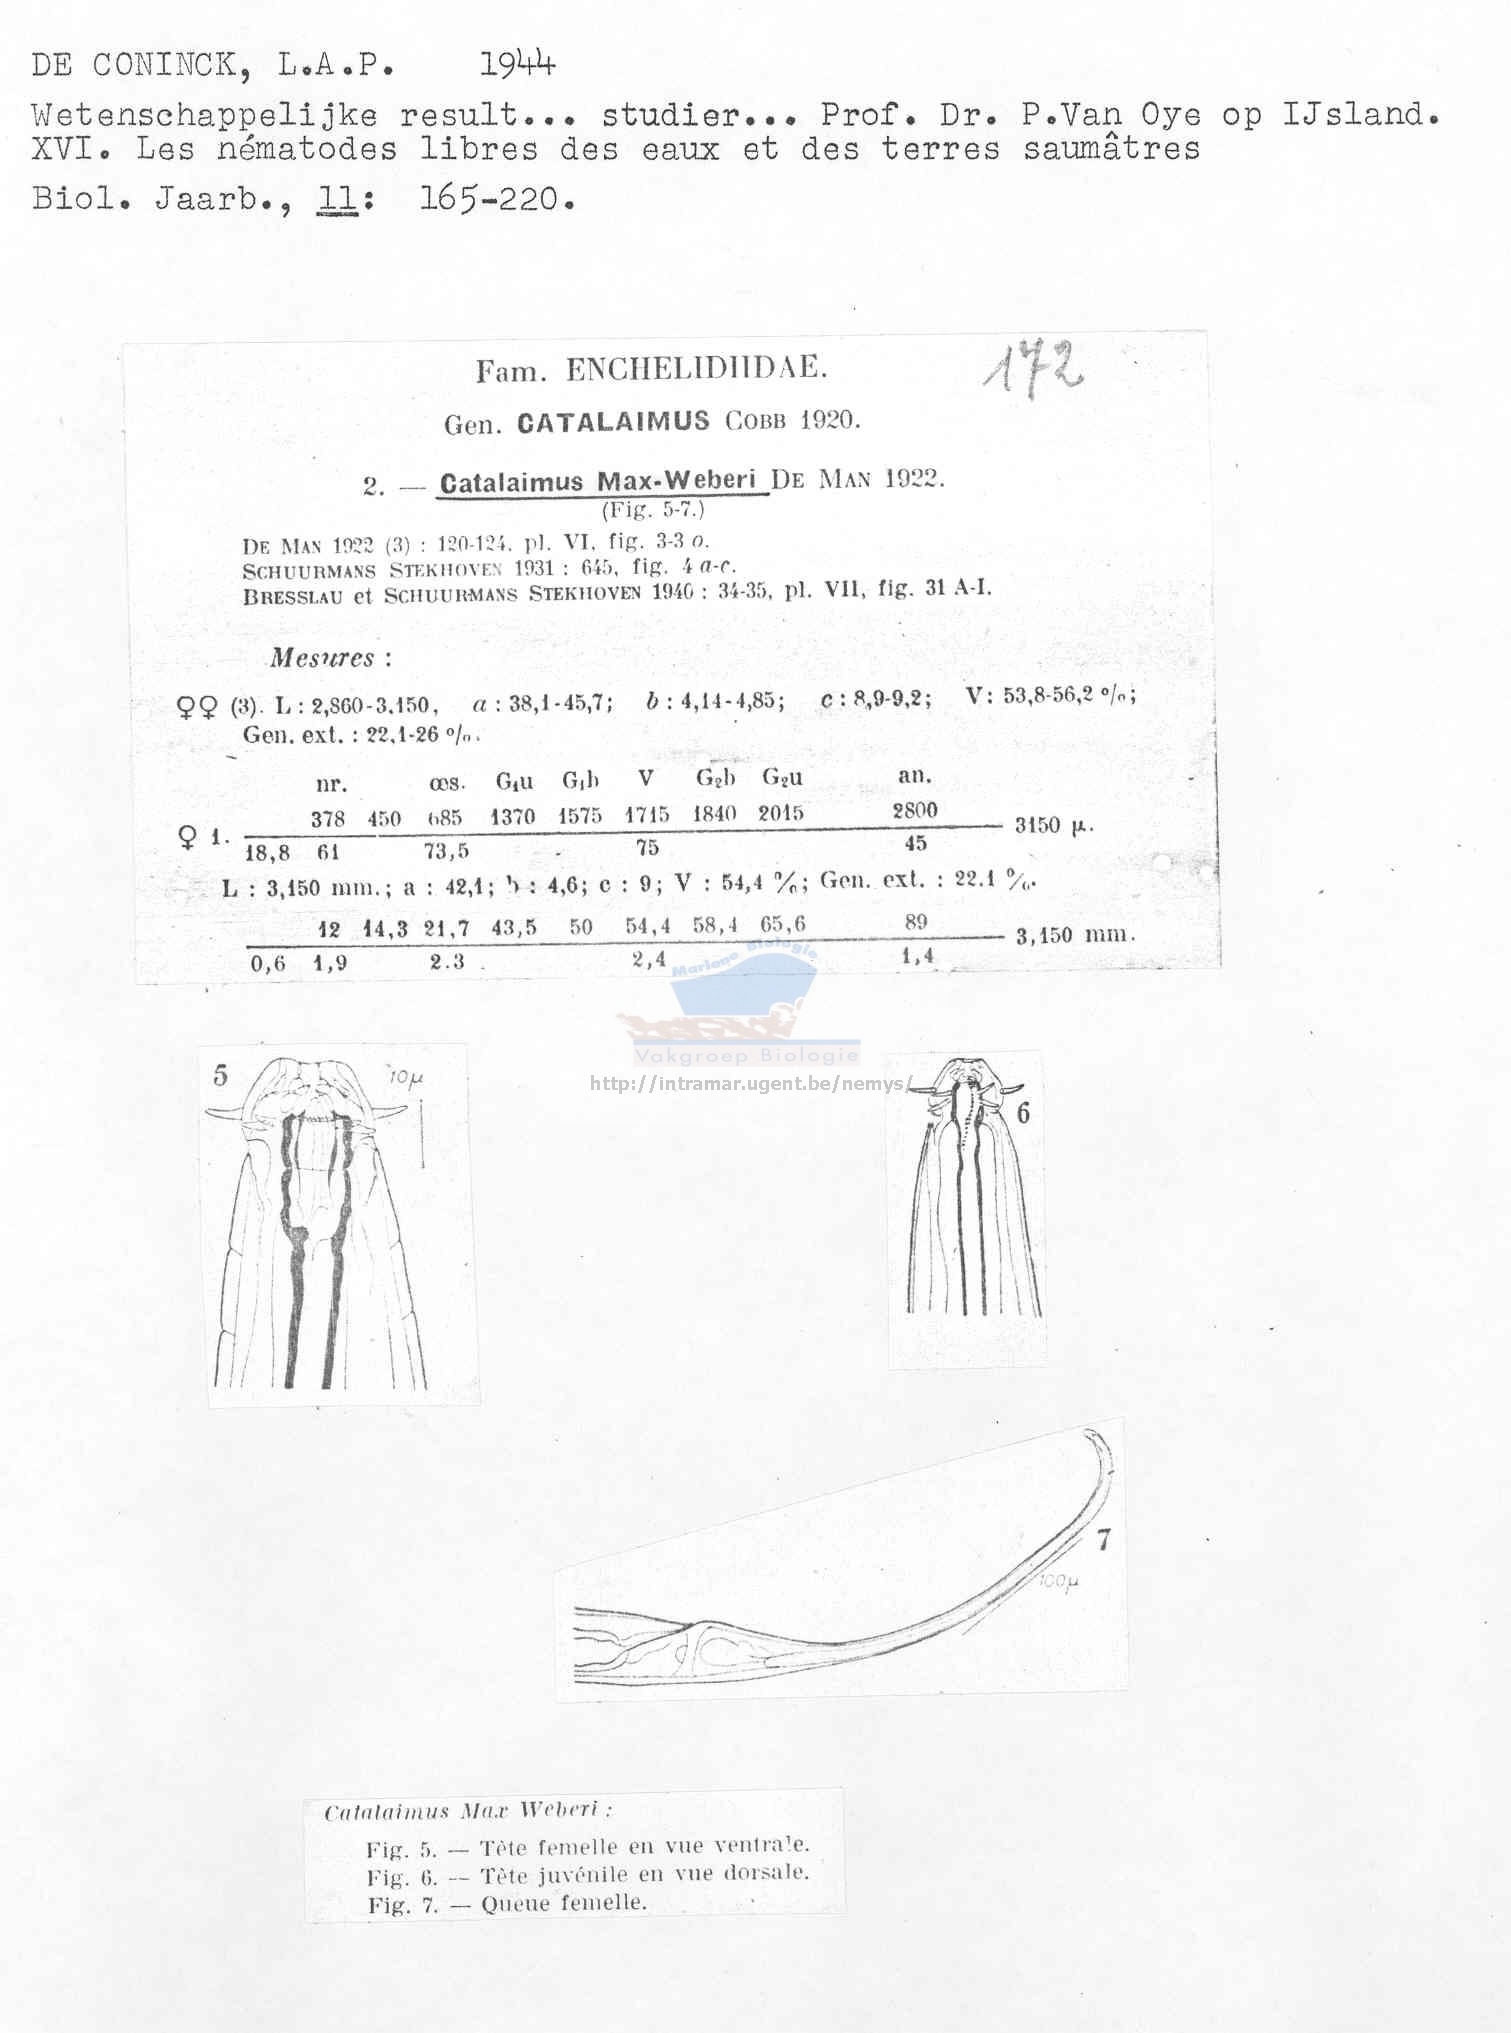 DE CONINCK, L.A.P. 1944
Wetenschappelijke result... studier... Prof. Dr. P.Van Oye op IJsland.
XVI. Les nématodes libres des eaux et des terres saumâtres
Biol. Jaarb., 11: 165-220.
172
Fam. ENCHELIDIIDAE.
Gen. CATALAIMUS COBB 1920.
2. — Catalaimus Max-Weberi DE MAN 1922.
(Fig. 5-7.)
DE MAN 1922 (3) : 120-124. pl. VI, fig. 3-3 o.
SCHUURMANS STEKHOVEN 1931 : 645, fig. 4 a-c.
BRESSLAU et SCHUURMANS STEKHOVEN 1940 : 34-35, pl. VII, fig. 31 A-I.
Mesures :
♀♀ (3). L : 2,860-3.150, a : 38,1-45,7; b : 4,14-4,85; c : 8,9-9,2; V : 53,8-56,2 %;
Gen. ext. : 22,1-26 %.
nr. œs. G₁u G₁b V G₂b G₂u an.
378 450 685 1370 1575 1715 1840 2015 2800
♀ 1. 3150 µ.
18,8 61 73,5 75 45
L : 3,150 mm.; a : 42,1; b : 4,6; c : 9; V : 54,4 %; Gen. ext. : 22.1 %.
12 14,3 21,7 43,5 50 54,4 58,4 65,6 89
3,150 mm.
0,6 1,9 2.3 2,4 1,4
Mariene Biologie
Vakgroep Biologie
http://intramar.ugent.be/nemys/
5
10µ
6
7
100µ
Catalaimus Max Weberi :
Fig. 5. — Tête femelle en vue ventrale.
Fig. 6. — Tête juvénile en vue dorsale.
Fig. 7. — Queue femelle.